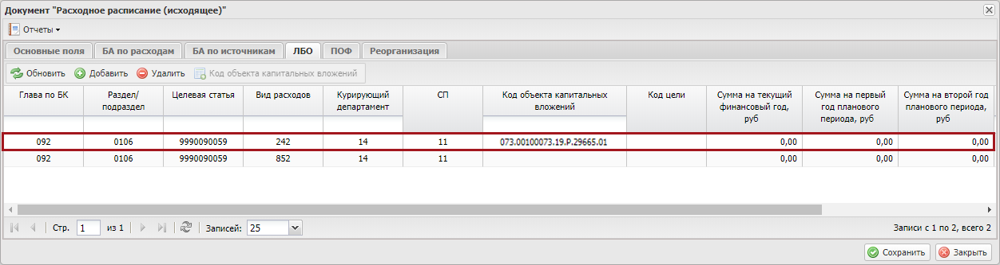 Документ "Расходное расписание (исходящее)"
Отчеты
Основные поля БА по расходам БА по источникам ЛБО ПОФ Реорганизация
Обновить Добавить Удалить Код объекта капитальных вложений
Глава по БК Раздел/ Целевая статья Вид расходов Курирующий СП Код объекта капитальных Код цели Сумма на текущий Сумма на первый Сумма на второй год
подраздел департамент вложений финансовый год, год планового планового периода,
руб периода, руб руб
092 0106 9990090059 242 14 11 073.00100073.19.P.29665.01 0,00 0,00 0,00
092 0106 9990090059 852 14 11 0,00 0,00 0,00
Стр. 1 из 1 Записей: 25 Записи с 1 по 2, всего 2
Сохранить Закрыть